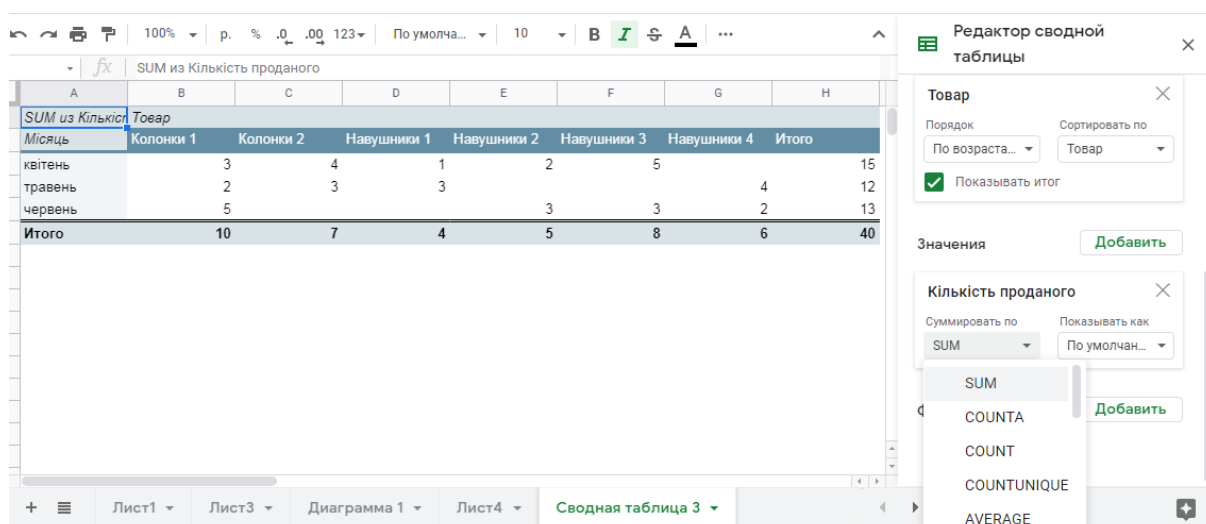 100% р. % .0 .00 123 По умолча... 10 B I S A ...
Редактор сводной таблицы
fx SUM из Кількість проданого
A B C D E F G H
SUM из Кількіст Товар
Місяць Колонки 1 Колонки 2 Навушники 1 Навушники 2 Навушники 3 Навушники 4 Итого
квітень 3 4 1 2 5 15
травень 2 3 3 4 12
червень 5 3 3 2 13
Итого 10 7 4 5 8 6 40
Товар
Порядок Сортировать по
По возраста... Товар
Показывать итог
Значения Добавить
Кількість проданого
Суммировать по Показывать как
SUM По умолчан...
SUM
COUNTA
Добавить
COUNT
COUNTUNIQUE
AVERAGE
Лист1 Лист3 Диаграмма 1 Лист4 Сводная таблица 3